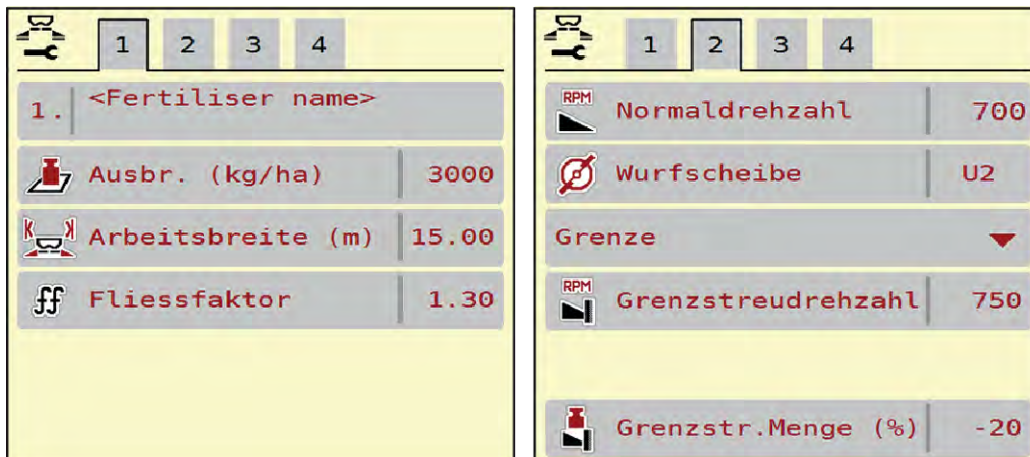 1 2 3 4
1. <Fertiliser name>
Ausbr. (kg/ha) 3000
Arbeitsbreite (m) 15.00
ff Fliessfaktor 1.30
1 2 3 4
RPM Normaldrehzahl 700
Wurfscheibe U2
Grenze
RPM Grenzstreudrehzahl 750
Grenzstr.Menge (%) -20